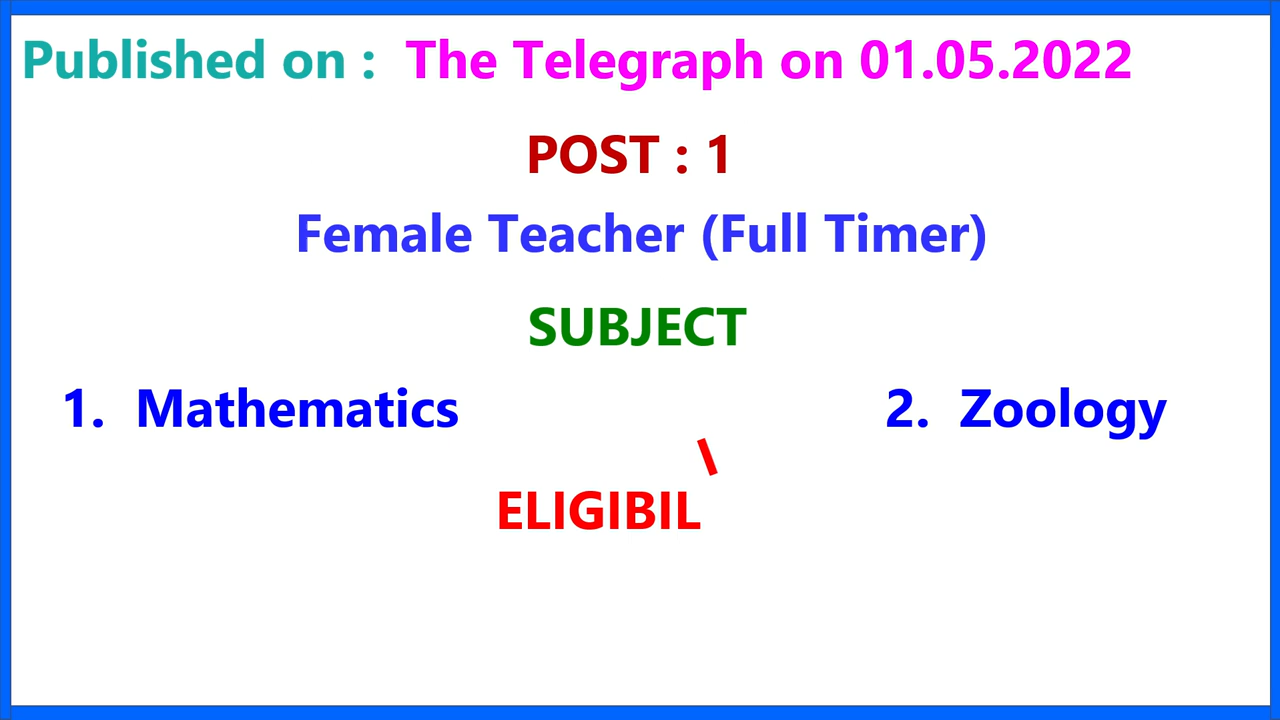 Published on : The Telegraph on 01.05.2022
POST : 1
Female Teacher (Full Timer)
SUBJECT
1. Mathematics 2. Zoology
ELIGIBIL